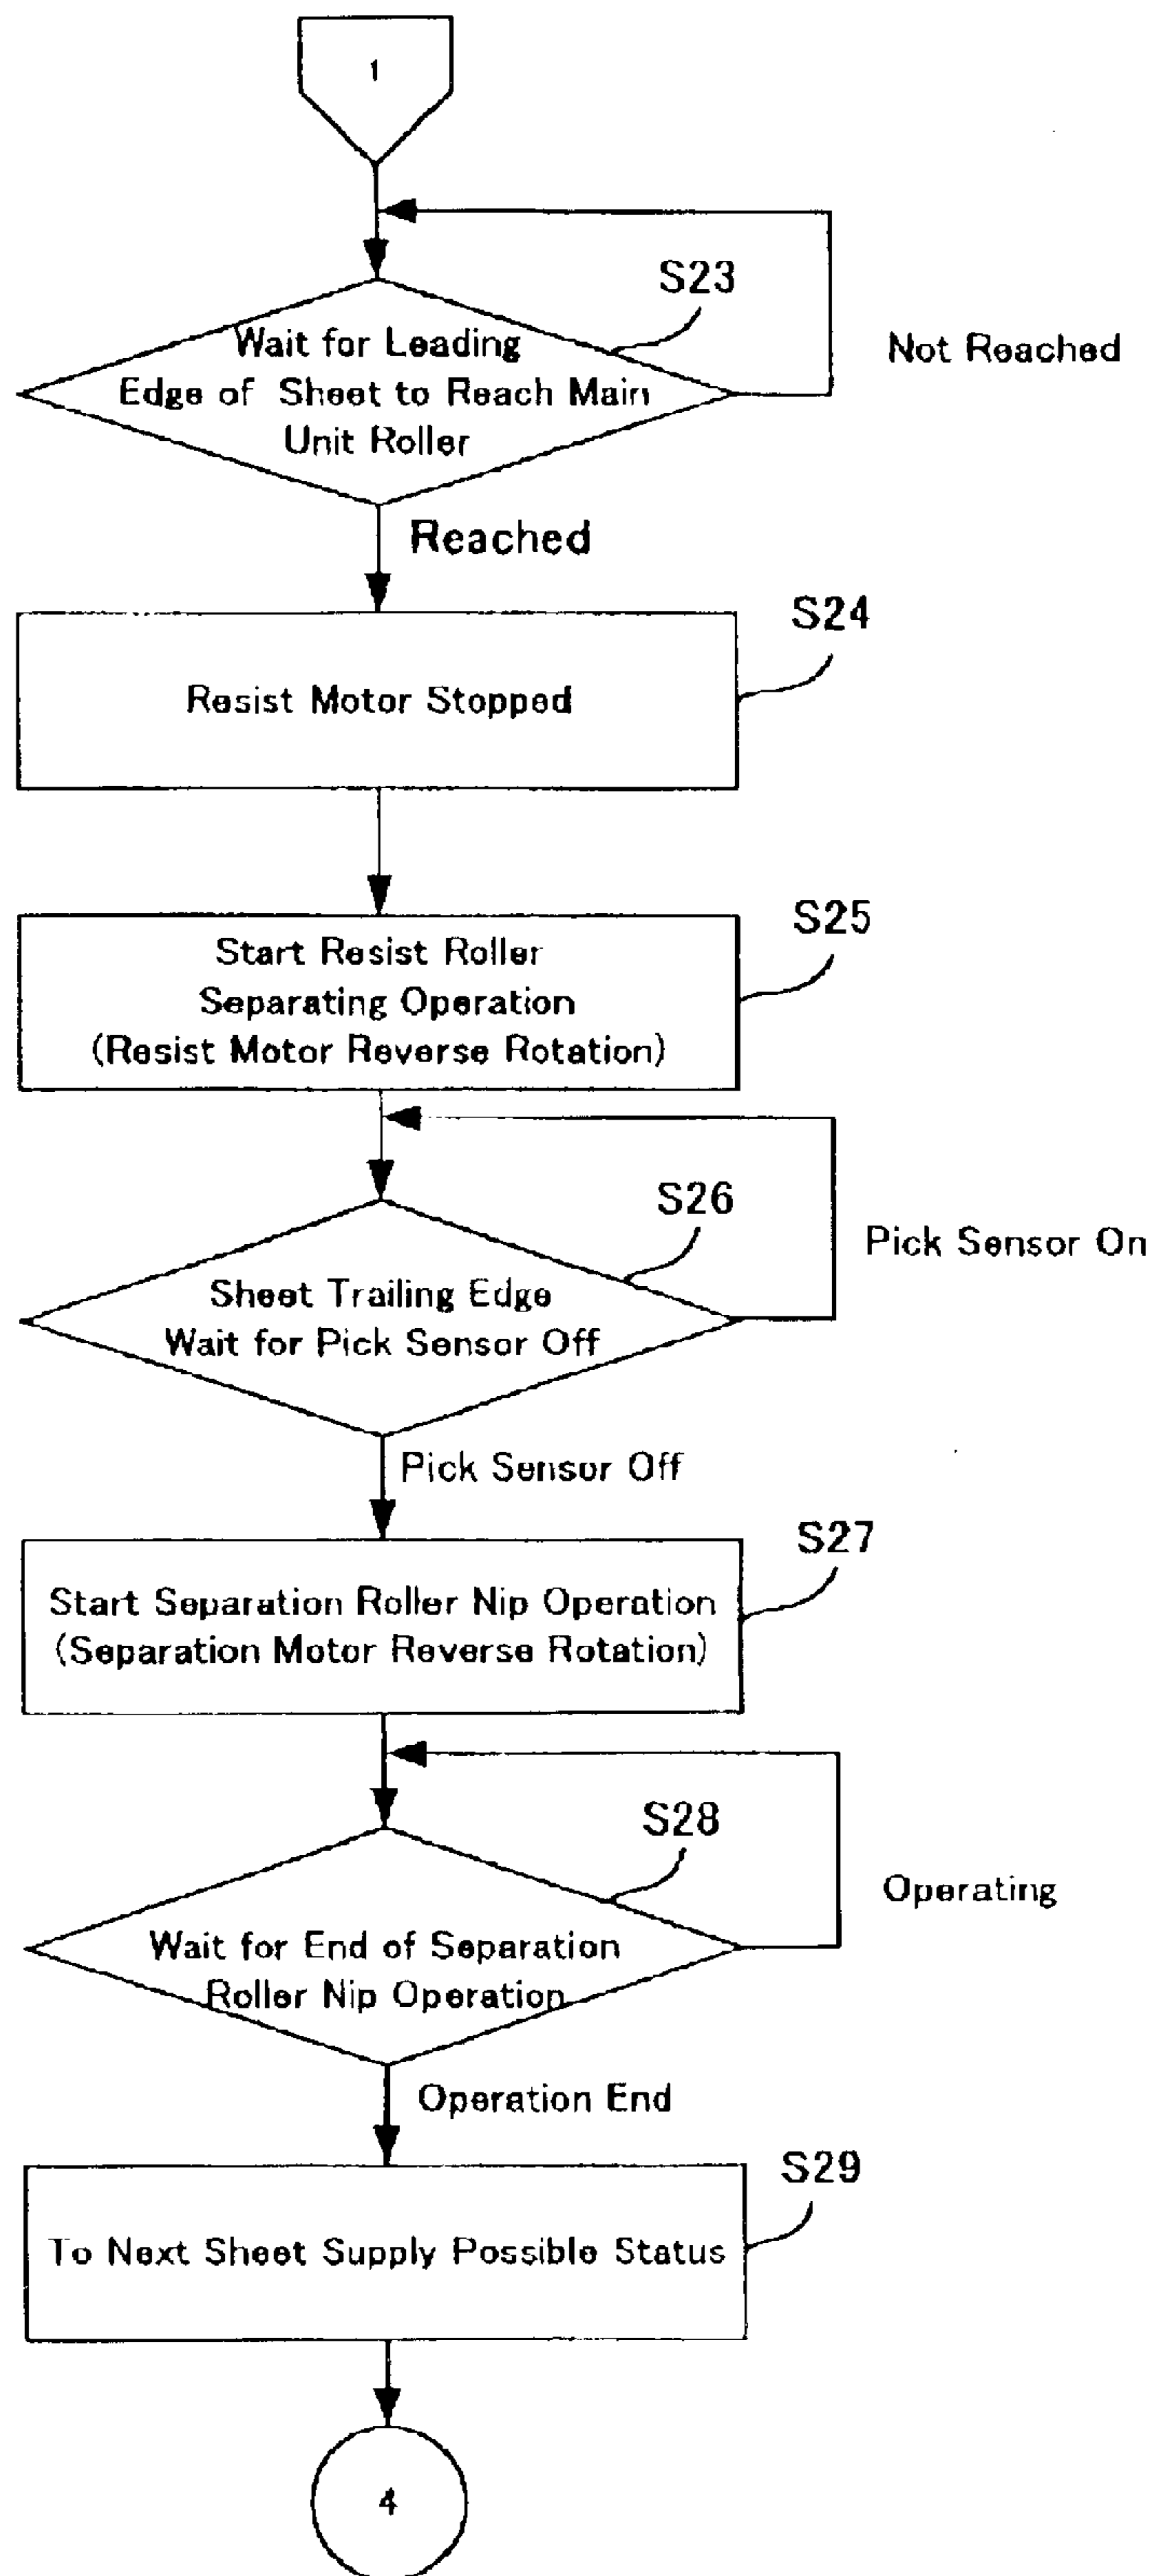 1
S23
Wait for Leading
Edge of Sheet to Reach Main
Unit Roller
Not Reached
Reached
S24
Resist Motor Stopped
S25
Start Resist Roller
Separating Operation
(Resist Motor Reverse Rotation)
S26
Pick Sensor On
Sheet Trailing Edge
Wait for Pick Sensor Off
Pick Sensor Off
S27
Start Separation Roller Nip Operation
(Separation Motor Reverse Rotation)
S28
Operating
Wait for End of Separation
Roller Nip Operation
Operation End
S29
To Next Sheet Supply Possible Status
4